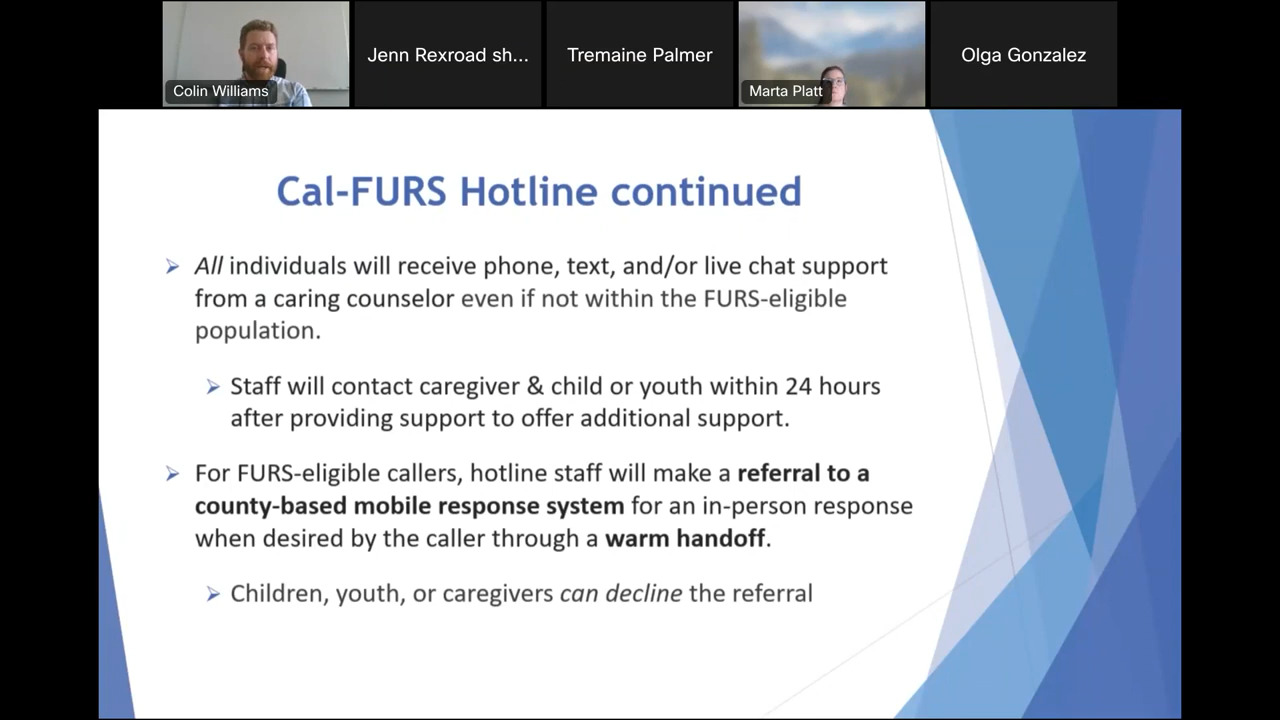 Colin Williams
Jenn Rexroad sh...
Tremaine Palmer
Marta Platt
Olga Gonzalez
Cal-FURS Hotline continued
All individuals will receive phone, text, and/or live chat support
from a caring counselor even if not within the FURS-eligible
population.
Staff will contact caregiver & child or youth within 24 hours
after providing support to offer additional support.
For FURS-eligible callers, hotline staff will make a referral to a
county-based mobile response system for an in-person response
when desired by the caller through a warm handoff.
Children, youth, or caregivers can decline the referral